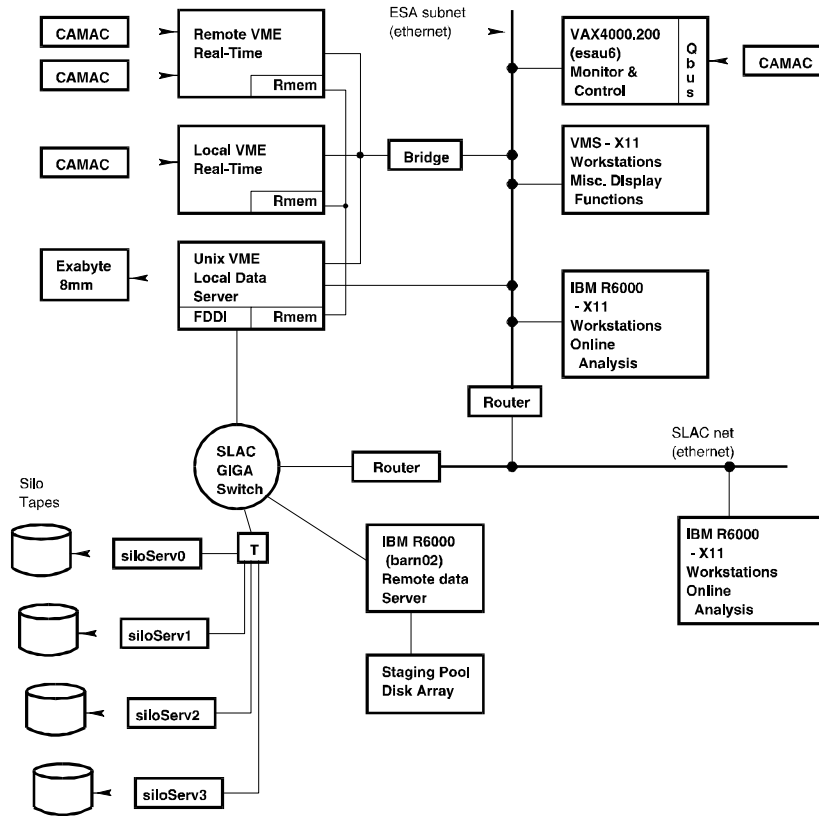 CAMAC
CAMAC
Remote VME
Real-Time
Rmem
ESA subnet
(ethernet)
VAX4000.200
(esau6)
Monitor &
Control
Qbus
CAMAC
CAMAC
Local VME
Real-Time
Rmem
Bridge
VMS - X11
Workstations
Misc. Display
Functions
Exabyte
8mm
Unix VME
Local Data
Server
FDDI
Rmem
IBM R6000
- X11
Workstations
Online
Analysis
Router
SLAC
GIGA
Switch
Router
SLAC net
(ethernet)
Silo
Tapes
siloServ0
T
IBM R6000
(barn02)
Remote data
Server
IBM R6000
- X11
Workstations
Online
Analysis
siloServ1
Staging Pool
Disk Array
siloServ2
siloServ3